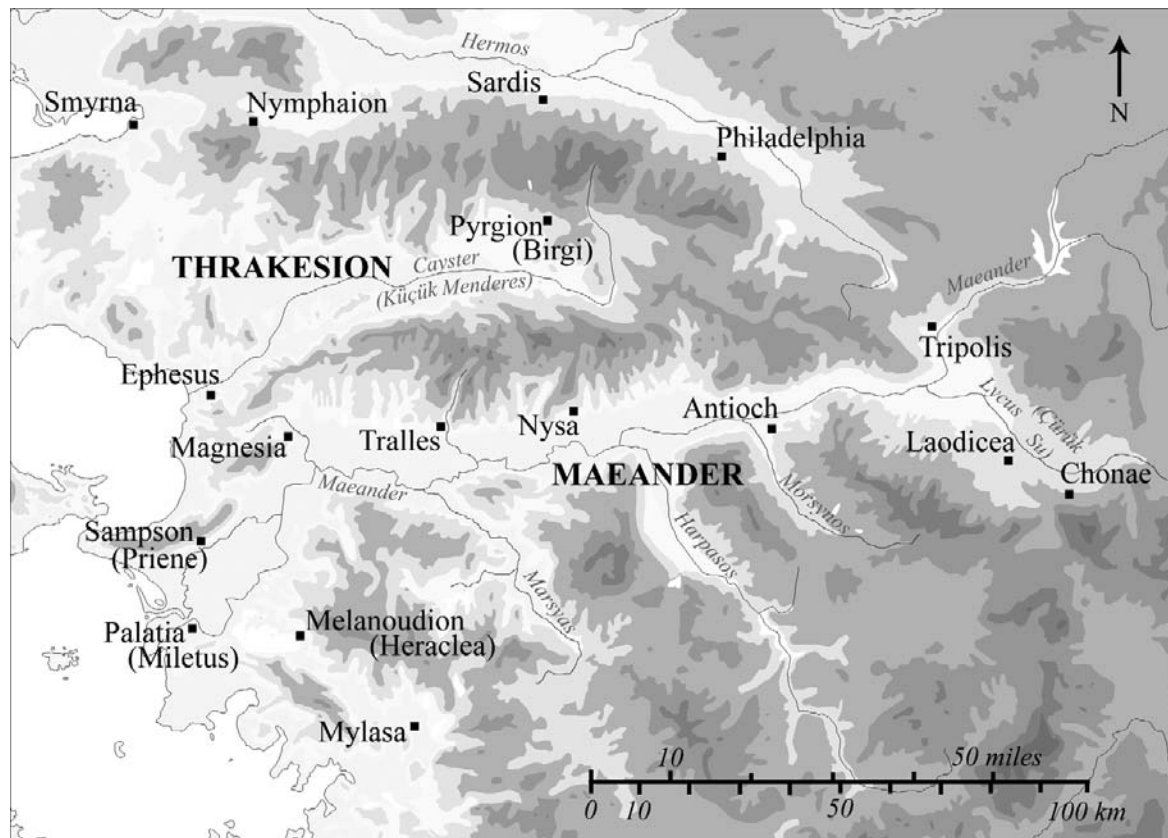 Hermos
Sardis
Smyrna
Nymphaion
N
Philadelphia
Pyrgion
(Birgi)
THRAKESION
Cayster
(Küçük Menderes)
Maeander
Tripolis
Ephesus
Lycus (Çürük
Su)
Antioch
Nysa
Tralles
Magnesia
Laodicea
Chonae
MAEANDER
Maeander
Morsynos
Harpasos
Sampson
(Priene)
Marsyas
Palatia
(Miletus)
Melanoudion
(Heraclea)
Mylasa
10 50 miles
0 10 50 100 km